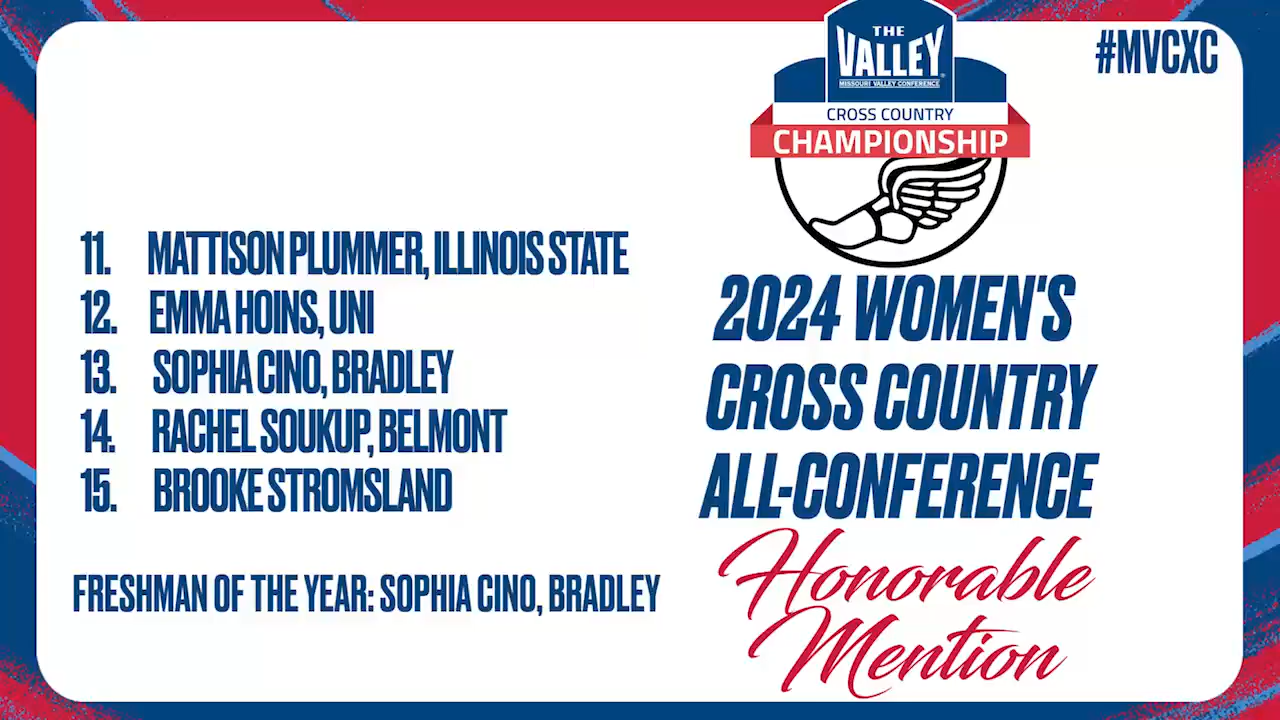 #MVCXC
THE
VALLEY
MISSOURI VALLEY CONFERENCE
CROSS COUNTRY
CHAMPIONSHIP
11. MATTISON PLUMMER, ILLINOIS STATE
12. EMMA HOINS, UNI
13. SOPHIA CINO, BRADLEY
14. RACHEL SOUKUP, BELMONT
15. BROOKE STROMSLAND
FRESHMAN OF THE YEAR: SOPHIA CINO, BRADLEY
2024 WOMEN'S
CROSS COUNTRY
ALL-CONFERENCE
Honorable
Mention